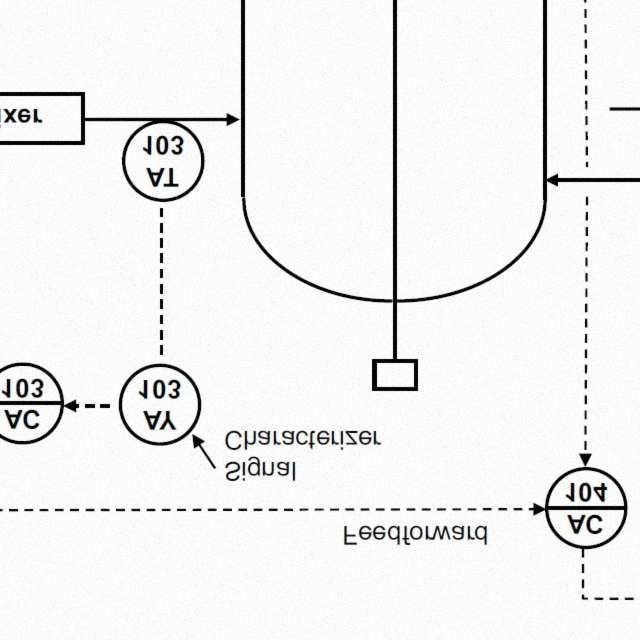 Feedforward
AC
104
Signal
Characterizer
AC
103
AY
103
AT
103
ixer